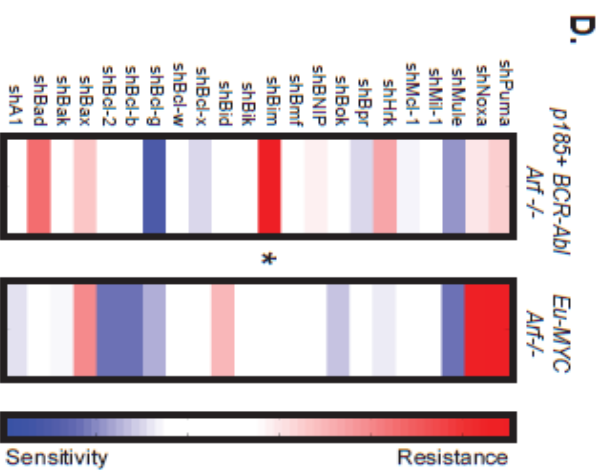 D.
shA1
shBad
shBak
shBax
shBcl-2
shBcl-b
shBcl-g
shBcl-w
shBcl-x
shBid
shBik
shBim
shBmf
shBNIP
shBok
shBpr
shHrk
shMcl-1
shMil-1
shMule
shNoxa
shPuma
p185+ BCR-Abl
Arf -/-
*
Eu-MYC
Arf-/-
Sensitivity
Resistance